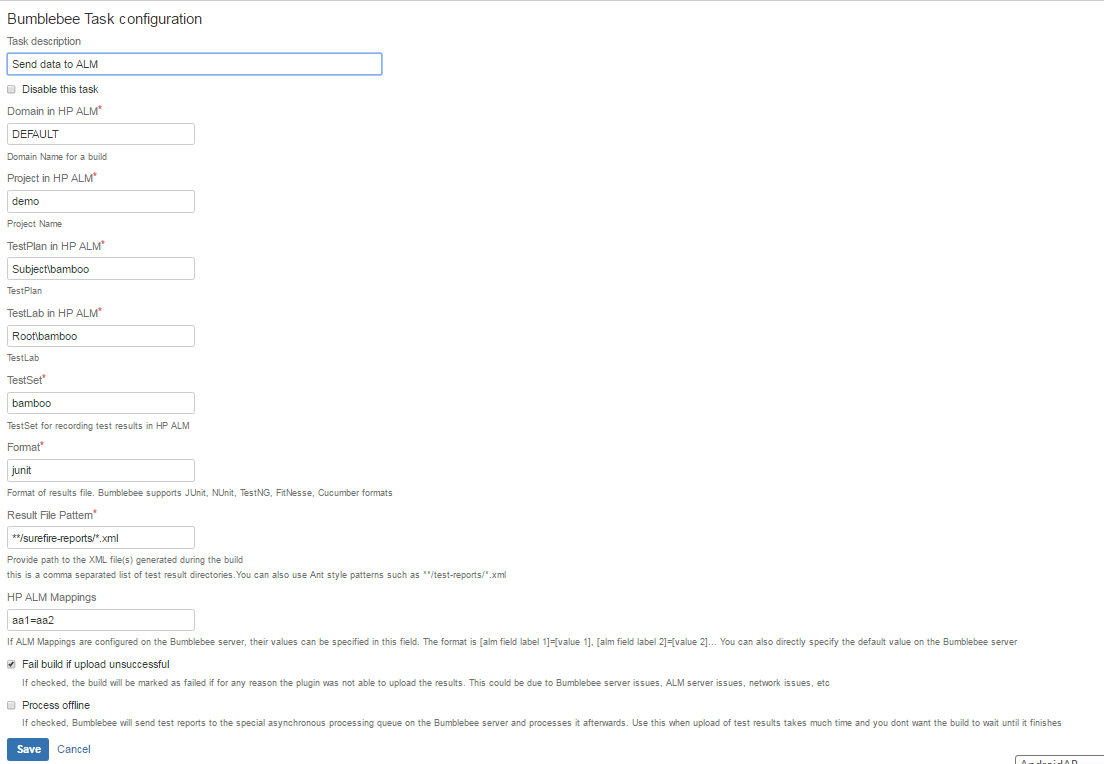 Bumblebee Task configuration
Task description
Send data to ALM
Disable this task
Domain in HP ALM*
DEFAULT
Domain Name for a build
Project in HP ALM*
demo
Project Name
TestPlan in HP ALM*
Subject\bamboo
TestPlan
TestLab in HP ALM*
Root\bamboo
TestLab
TestSet*
bamboo
TestSet for recording test results in HP ALM
Format*
junit
Format of results file. Bumblebee supports JUnit, NUnit, TestNG, FitNesse, Cucumber formats
Result File Pattern*
**/surefire-reports/*.xml
Provide path to the XML file(s) generated during the build
this is a comma separated list of test result directories.You can also use Ant style patterns such as **/test-reports/*.xml
HP ALM Mappings
aa1=aa2
If ALM Mappings are configured on the Bumblebee server, their values can be specified in this field. The format is [alm field label 1]=[value 1], [alm field label 2]=[value 2]... You can also directly specify the default value on the Bumblebee server
Fail build if upload unsuccessful
If checked, the build will be marked as failed if for any reason the plugin was not able to upload the results. This could be due to Bumblebee server issues, ALM server issues, network issues, etc
Process offline
If checked, Bumblebee will send test reports to the special asynchronous processing queue on the Bumblebee server and processes it afterwards. Use this when upload of test results takes much time and you dont want the build to wait until it finishes
Save Cancel
AndroidAP